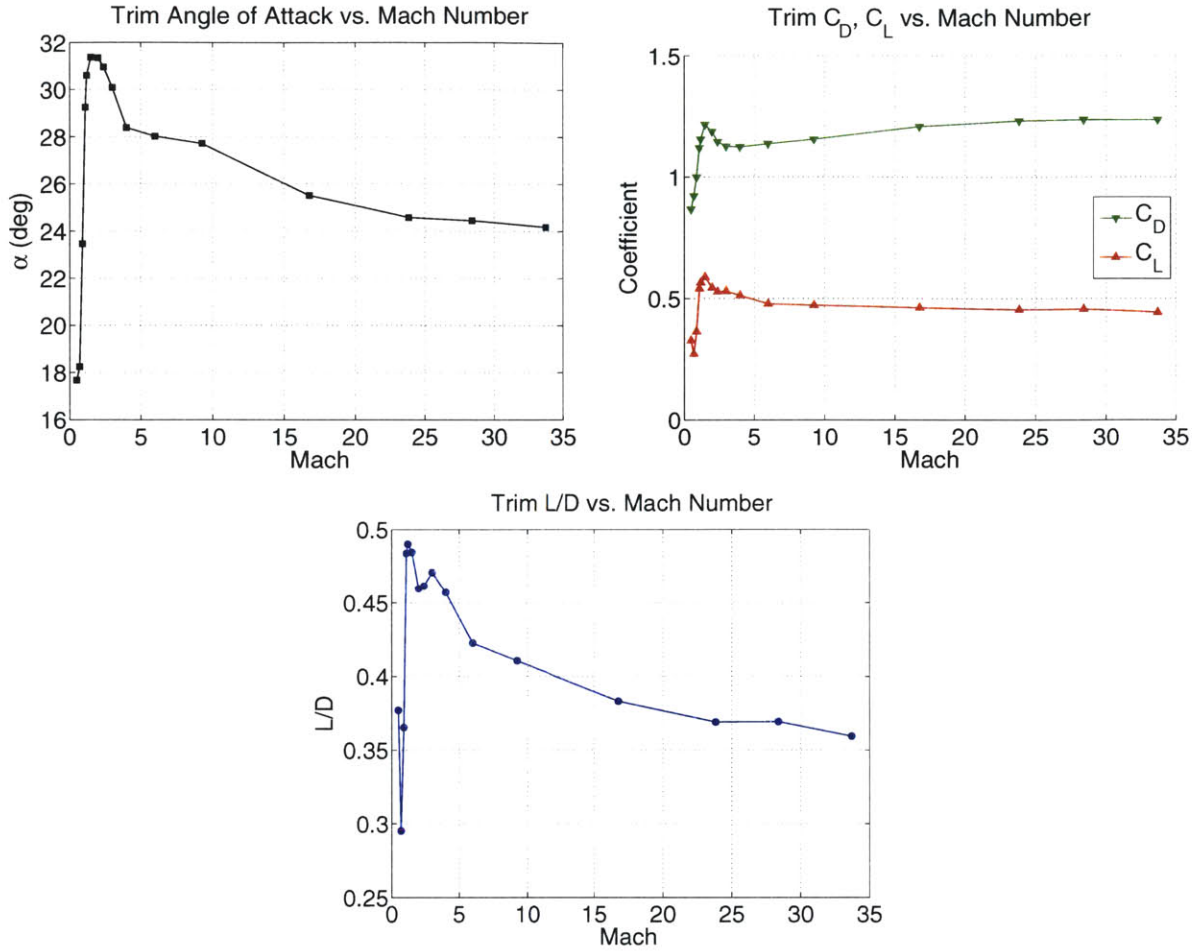 Trim Angle of Attack vs. Mach Number
32
30
28
26
24
22
20
18
16
α (deg)
0 5 10 15 20 25 30 35
Mach
Trim C_D, C_L vs. Mach Number
1.5
1
0.5
0
Coefficient
C_D
C_L
0 5 10 15 20 25 30 35
Mach
Trim L/D vs. Mach Number
0.5
0.45
0.4
0.35
0.3
0.25
L/D
0 5 10 15 20 25 30 35
Mach